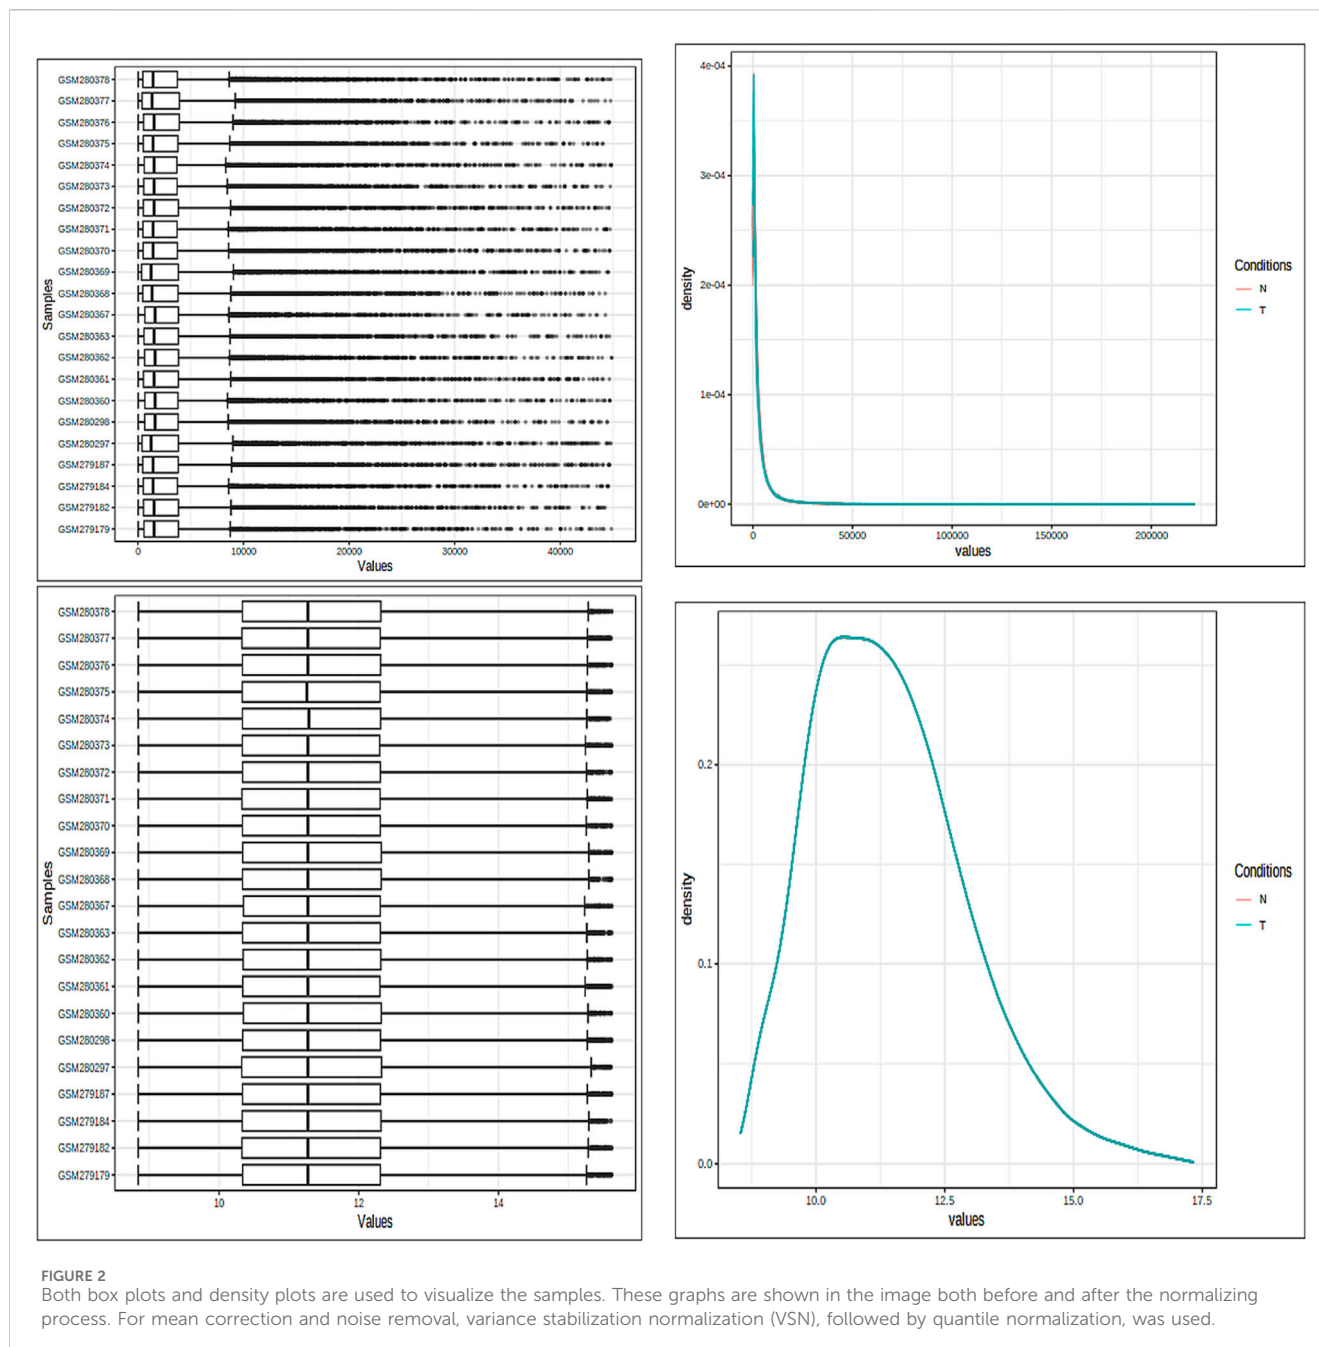 GSM280378
GSM280377
GSM280376
GSM280375
GSM280374
GSM280373
GSM280372
GSM280371
GSM280370
GSM280369
GSM280368
GSM280367
GSM280363
GSM280362
GSM280361
GSM280360
GSM280298
GSM280297
GSM279187
GSM279184
GSM279182
GSM279179
Samples
0 10000 20000 30000 40000
Values
4e-04
3e-04
2e-04
1e-04
0e+00
density
0 50000 100000 150000 200000
values
Conditions
N
T
GSM280378
GSM280377
GSM280376
GSM280375
GSM280374
GSM280373
GSM280372
GSM280371
GSM280370
GSM280369
GSM280368
GSM280367
GSM280363
GSM280362
GSM280361
GSM280360
GSM280298
GSM280297
GSM279187
GSM279184
GSM279182
GSM279179
Samples
10 12 14
Values
0.2
0.1
0.0
density
10.0 12.5 15.0 17.5
values
Conditions
N
T
FIGURE 2
Both box plots and density plots are used to visualize the samples. These graphs are shown in the image both before and after the normalizing
process. For mean correction and noise removal, variance stabilization normalization (VSN), followed by quantile normalization, was used.